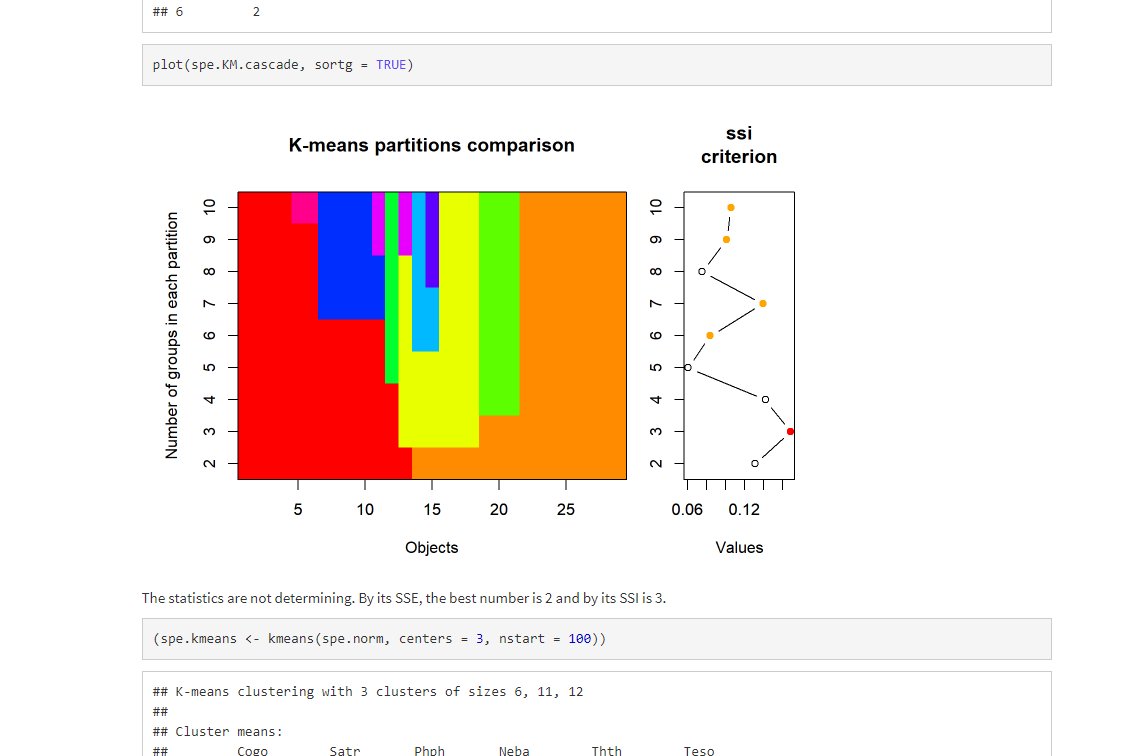 ## 6         2
plot(spe.KM.cascade, sortg = TRUE)
K-means partitions comparison
ssi
criterion
Number of groups in each partition
10
9
8
7
6
5
4
3
2
5 10 15 20 25
Objects
10
9
8
7
6
5
4
3
2
0.06 0.12
Values
The statistics are not determining. By its SSE, the best number is 2 and by its SSI is 3.
(spe.kmeans <- kmeans(spe.norm, centers = 3, nstart = 100))
## K-means clustering with 3 clusters of sizes 6, 11, 12
##
## Cluster means:
##         Cogo        Satr       Phph       Neba        Thth        Teso